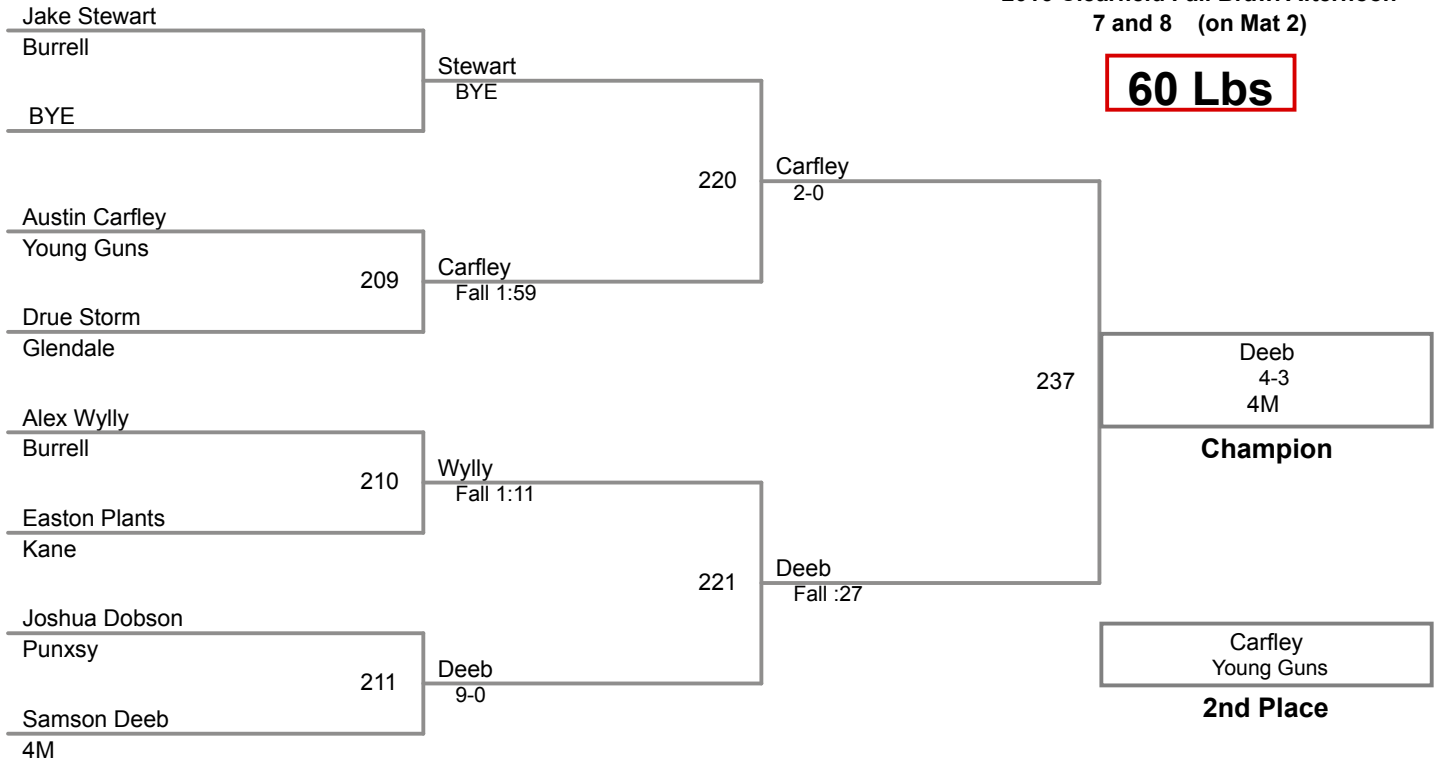 7 and 8 (on Mat 2)
60 Lbs
Jake Stewart
Burrell
BYE
Stewart
BYE
Austin Carfley
Young Guns
209
Drue Storm
Glendale
Carfley
Fall 1:59
220
Carfley
2-0
Alex Wylly
Burrell
210
Easton Plants
Kane
Wylly
Fall 1:11
Joshua Dobson
Punxsy
211
Samson Deeb
4M
Deeb
9-0
221
Deeb
Fall :27
237
Deeb
4-3
4M
Champion
Carfley
Young Guns
2nd Place